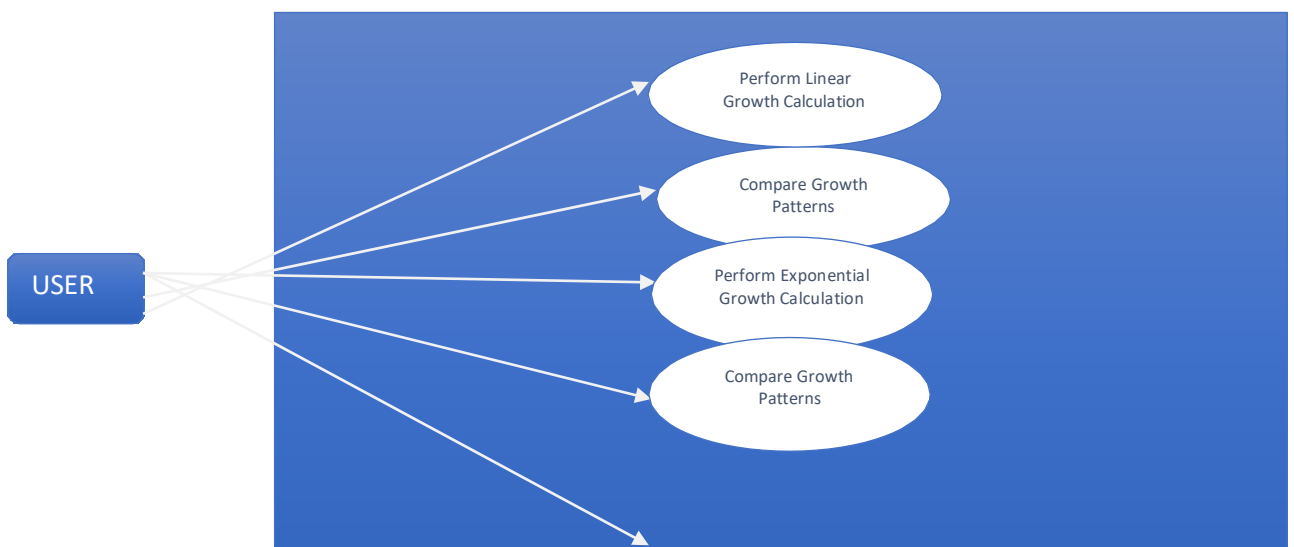 Perform Linear
Growth Calculation
Compare Growth
Patterns
USER
Perform Exponential
Growth Calculation
Compare Growth
Patterns